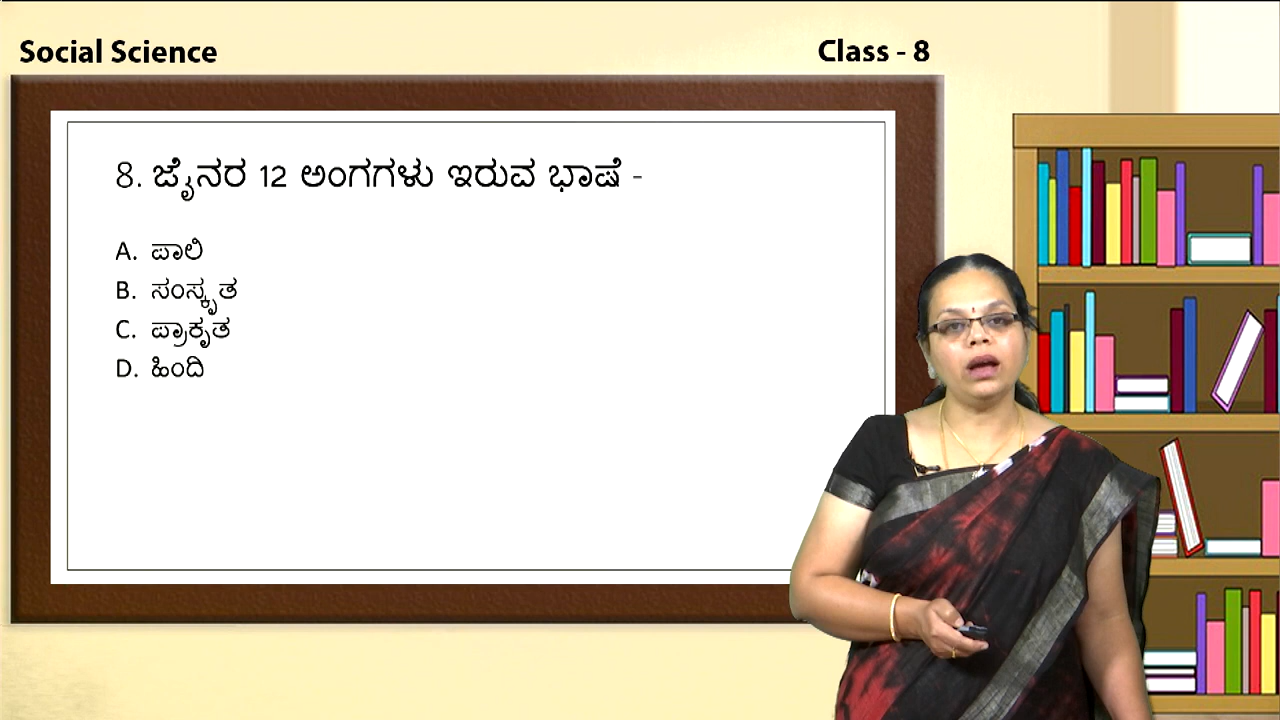 Social Science
Class - 8
8. ಜೈನರ 12 ಅಂಗಗಳು ಇರುವ ಭಾಷೆ -
A. ಪಾಲಿ
B. ಸಂಸ್ಕೃತ
C. ಪ್ರಾಕೃತ
D. ಹಿಂದಿ